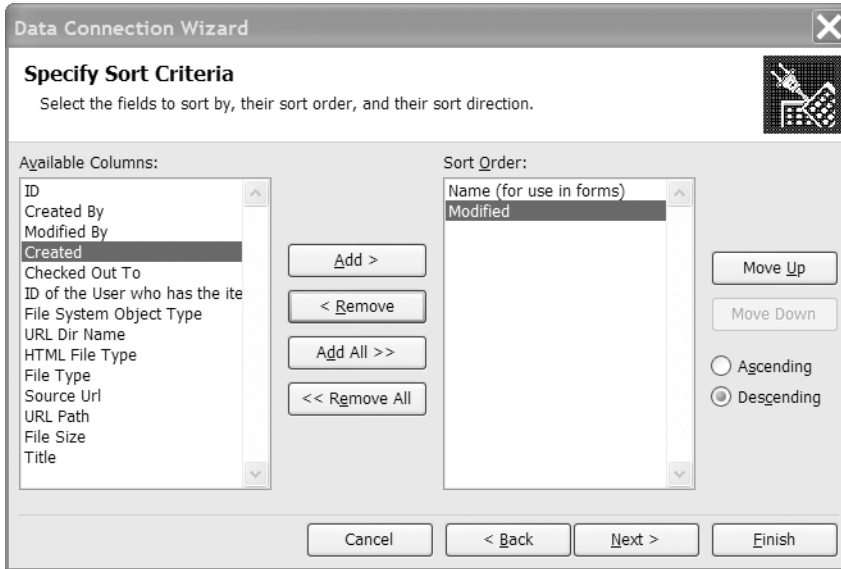 Data Connection Wizard
Specify Sort Criteria
Select the fields to sort by, their sort order, and their sort direction.
Available Columns:
ID
Created By
Modified By
Created
Checked Out To
ID of the User who has the ite
File System Object Type
URL Dir Name
HTML File Type
File Type
Source Url
URL Path
File Size
Title
Add >
< Remove
Add All >>
<< Remove All
Sort Order:
Name (for use in forms)
Modified
Move Up
Move Down
Ascending
Descending
Cancel
< Back
Next >
Finish